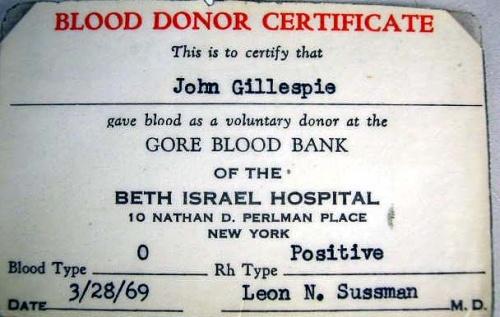 BLOOD DONOR CERTIFICATE
This is to certify that
John Gillespie
gave blood as a voluntary donor at the
GORE BLOOD BANK
OF THE
BETH ISRAEL HOSPITAL
10 NATHAN D. PERLMAN PLACE
NEW YORK
Blood Type O Rh Type Positive
DATE 3/28/69 Leon N. Sussman M. D.